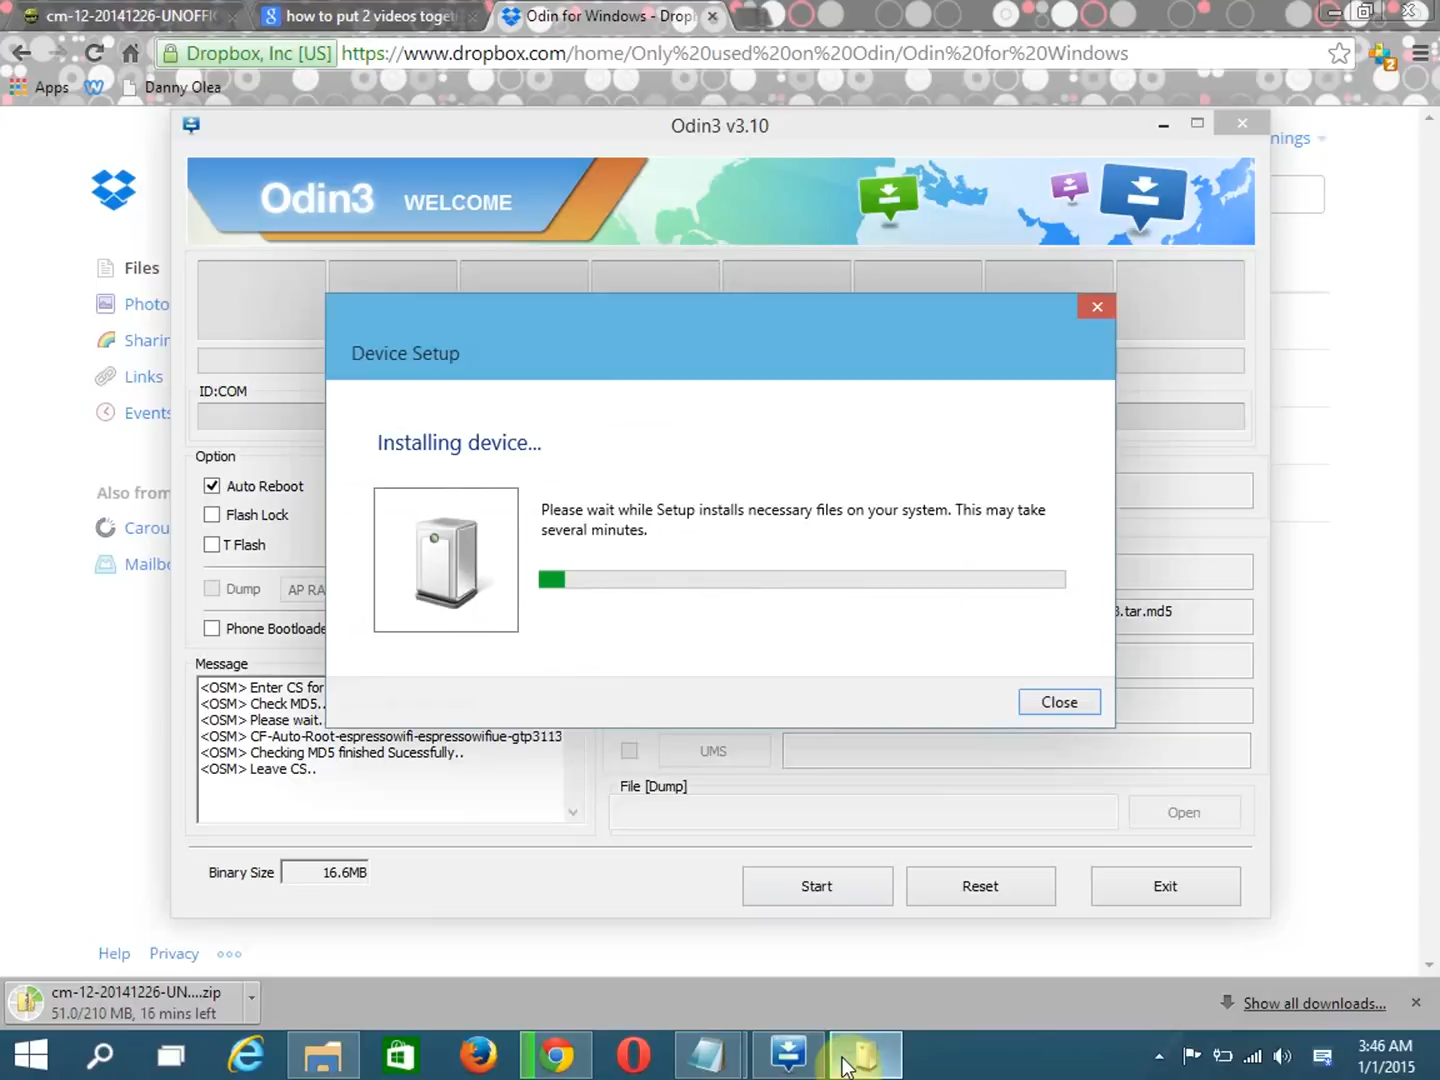 cm-12-20141226-UNOFFIC
how to put 2 videos toget
Odin for Windows - Dropb
Dropbox, Inc [US]
https://www.dropbox.com/home/Only%20used%20on%20Odin/Odin%20for%20Windows
2
Apps
Danny Olea
Odin3 v3.10
nings
Odin3 WELCOME
Files
Photo
Sharin
Links
Events
Also from
Carou
Mailbo
ID:COM
Option
Auto Reboot
Flash Lock
T Flash
Dump
AP RA
Phone Bootloade
Device Setup
Installing device...
Please wait while Setup installs necessary files on your system. This may take
several minutes.
Close
3.tar.md5
Message
<OSM> Enter CS for
<OSM> Check MD5..
<OSM> Please wait.
<OSM> CF-Auto-Root-espressowifi-espressowifiue-gtp3113
<OSM> Checking MD5 finished Sucessfully..
<OSM> Leave CS..
UMS
File [Dump]
Open
Binary Size
16.6MB
Start
Reset
Exit
Help
Privacy
cm-12-20141226-UN....zip
51.0/210 MB, 16 mins left
Show all downloads...
3:46 AM
1/1/2015